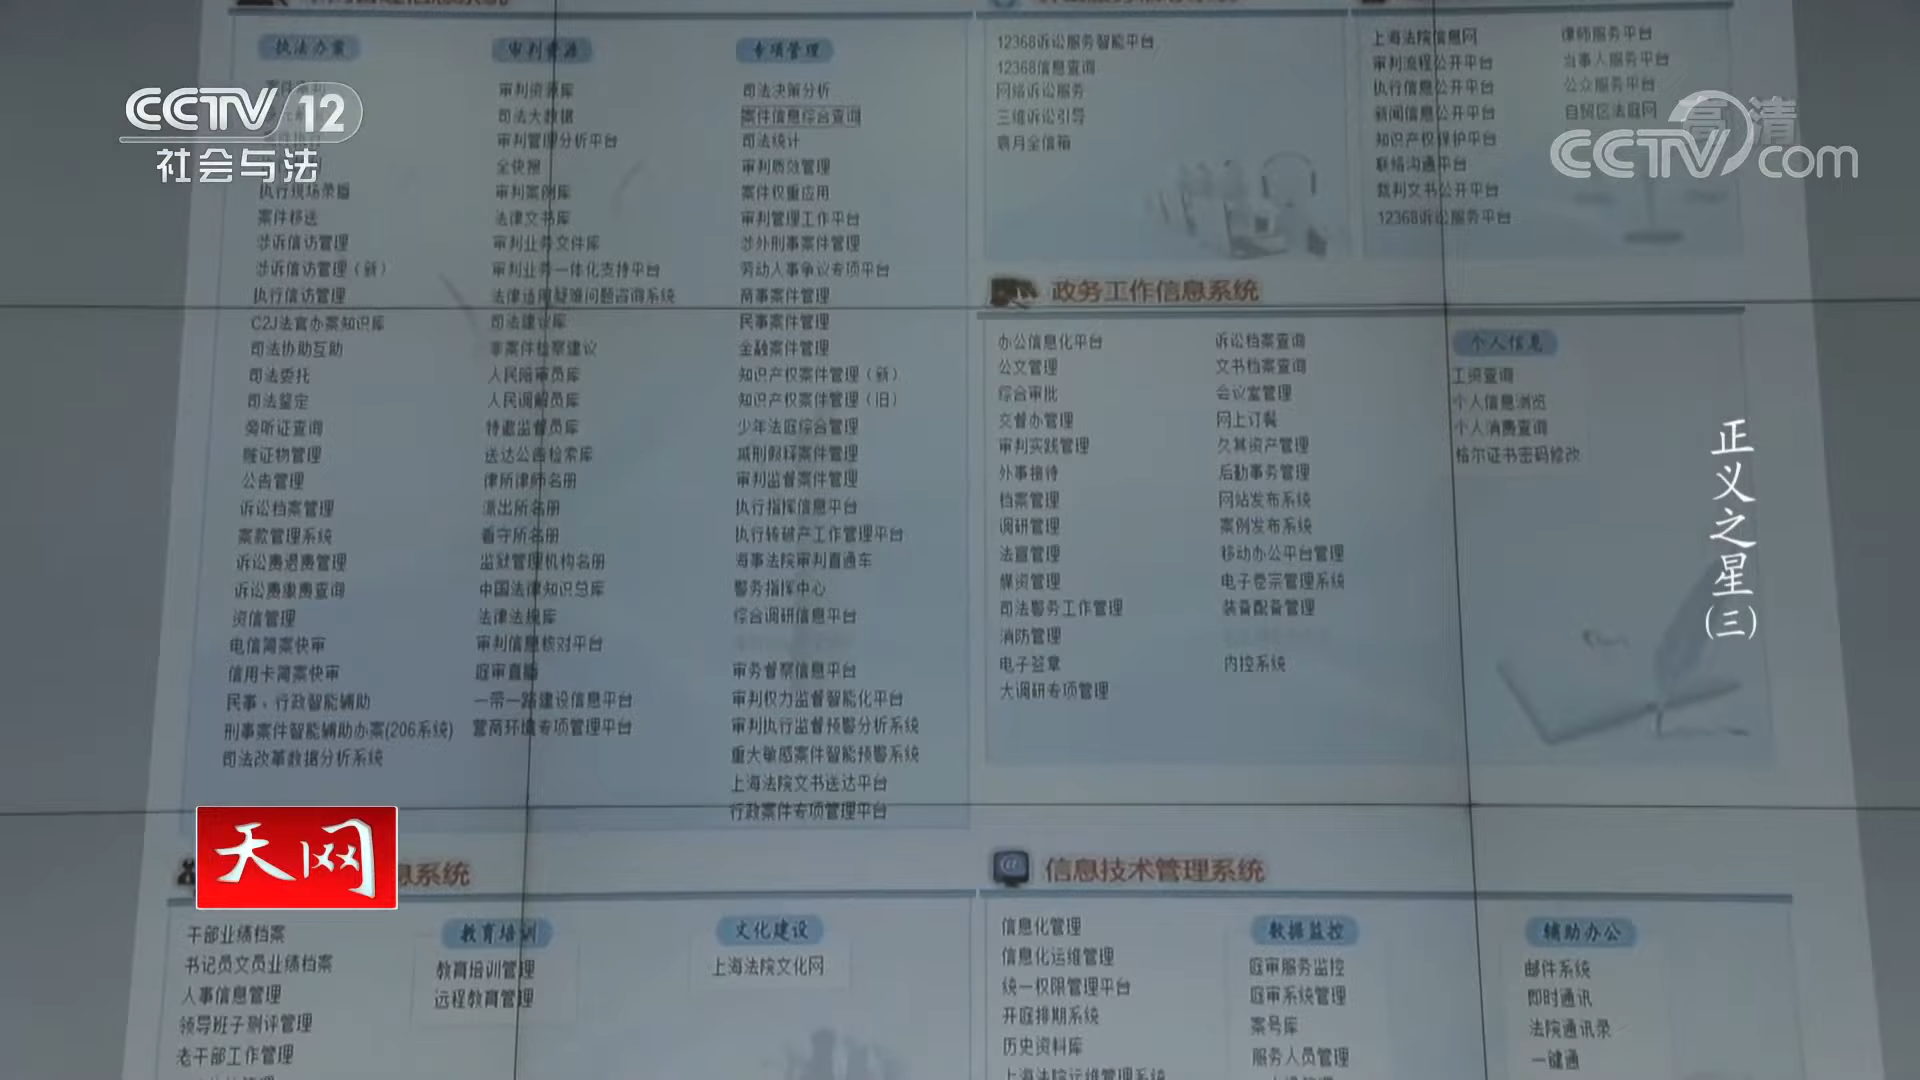 CCTV 12
社会与法
高清
CCTV.com
正义之星(三)
天网
执法办案
执行现场录像
案件移送
涉诉信访管理
涉诉信访管理（新）
执行信访管理
C2J法官办案知识库
司法协助互助
司法委托
司法鉴定
旁听证查询
赃证物管理
公告管理
诉讼档案管理
案款管理系统
诉讼费退费管理
诉讼费缴费查询
资信管理
电信简案快审
信用卡简案快审
民事、行政智能辅助
刑事案件智能辅助办案(206系统)
司法改革数据分析系统
审判资源
审判资源库
司法大数据
审判管理分析平台
审判案例库
法律文书库
审判业务文件库
审判业务一体化支持平台
法律适用疑难问题咨询系统
司法建议库
非案件检察建议
人民陪审员库
人民调解员库
特邀监督员库
送达公告检索库
律所律师名册
派出所名册
看守所名册
监狱管理机构名册
中国法律知识总库
法律法规库
审判信息核对平台
庭审直播
一带一路建设信息平台
营商环境专项管理平台
专项管理
司法决策分析
案件信息综合查询
司法统计
审判质效管理
案件权重应用
审判管理工作平台
涉外刑事案件管理
劳动人事争议专项平台
商事案件管理
民事案件管理
金融案件管理
知识产权案件管理（新）
知识产权案件管理（旧）
少年法庭综合管理
减刑假释案件管理
审判监督案件管理
执行指挥信息平台
执行转破产工作管理平台
海事法院审判直通车
警务指挥中心
综合调研信息平台
审务督察信息平台
审判权力监督智能化平台
审判执行监督预警分析系统
重大敏感案件智能预警系统
上海法院文书送达平台
行政案件专项管理平台
12368诉讼服务智能平台
12368信息查询
网络诉讼服务
三维诉讼引导
上海法院信息网
审判流程公开平台
执行信息公开平台
新闻信息公开平台
知识产权保护平台
联络沟通平台
裁判文书公开平台
12368诉讼服务平台
律师服务平台
当事人服务平台
公众服务平台
自贸区法庭网
政务工作信息系统
办公信息化平台
公文管理
综合审批
交督办管理
审判实践管理
外事接待
档案管理
调研管理
法宣管理
媒资管理
司法警务工作管理
消防管理
电子签章
大调研专项管理
诉讼档案查询
文书档案查询
会议室管理
网上订餐
久其资产管理
后勤事务管理
网站发布系统
案例发布系统
移动办公平台管理
电子卷宗管理系统
装备配备管理
内控系统
个人信息
工资查询
个人信息浏览
个人消费查询
格尔证书密码修改
息系统
干部业绩档案
书记员文员业绩档案
人事信息管理
领导班子测评管理
老干部工作管理
教育培训
教育培训管理
远程教育管理
文化建设
上海法院文化网
信息技术管理系统
信息化管理
信息化运维管理
统一权限管理平台
开庭排期系统
历史资料库
上海法院运维管理系统
数据监控
庭审服务监控
庭审系统管理
案号库
服务人员管理
辅助办公
邮件系统
即时通讯
法院通讯录
一键通